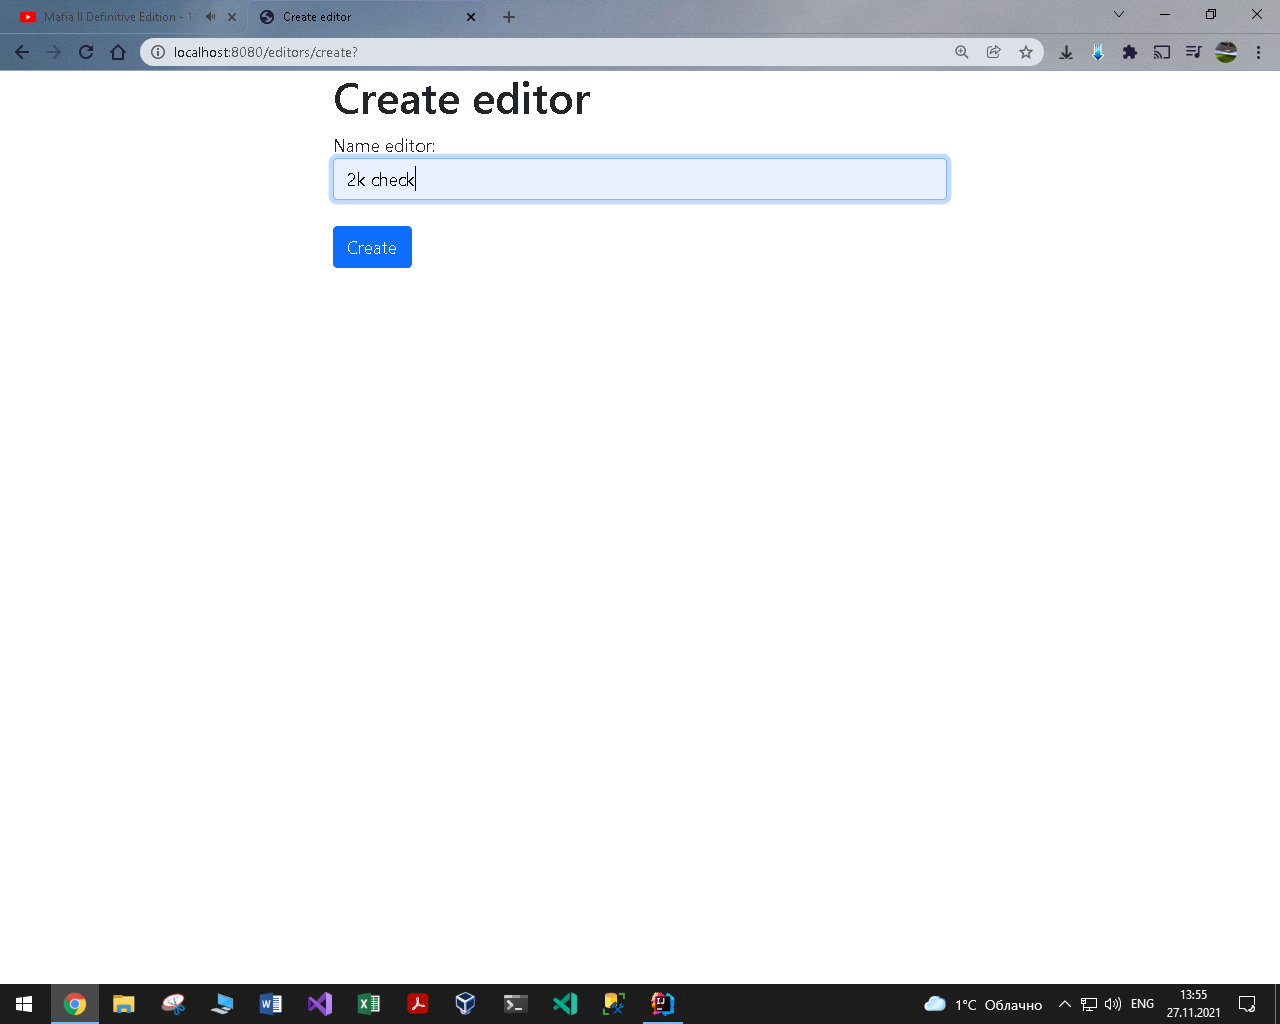 Mafia II Definitive Edition - 1
Create editor
localhost:8080/editors/create?
Create editor
Name editor:
2k check
Create
1°C Облачно
ENG
13:55
27.11.2021